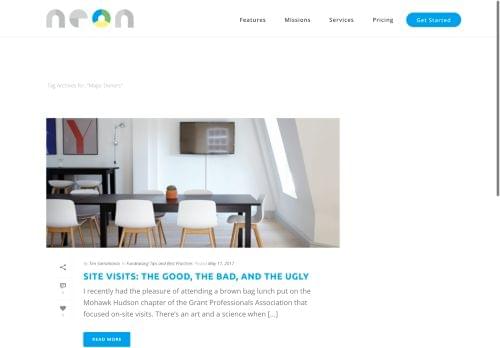 neon
Features Missions Services Pricing Get Started
Tag Archives for: "Major Donors"
Y
By Tim Sarrantonio In Fundraising Tips and Best Practices Posted May 17, 2017
SITE VISITS: THE GOOD, THE BAD, AND THE UGLY
I recently had the pleasure of attending a brown bag lunch put on the
Mohawk Hudson chapter of the Grant Professionals Association that
focused on-site visits. There's an art and a science when [...]
READ MORE